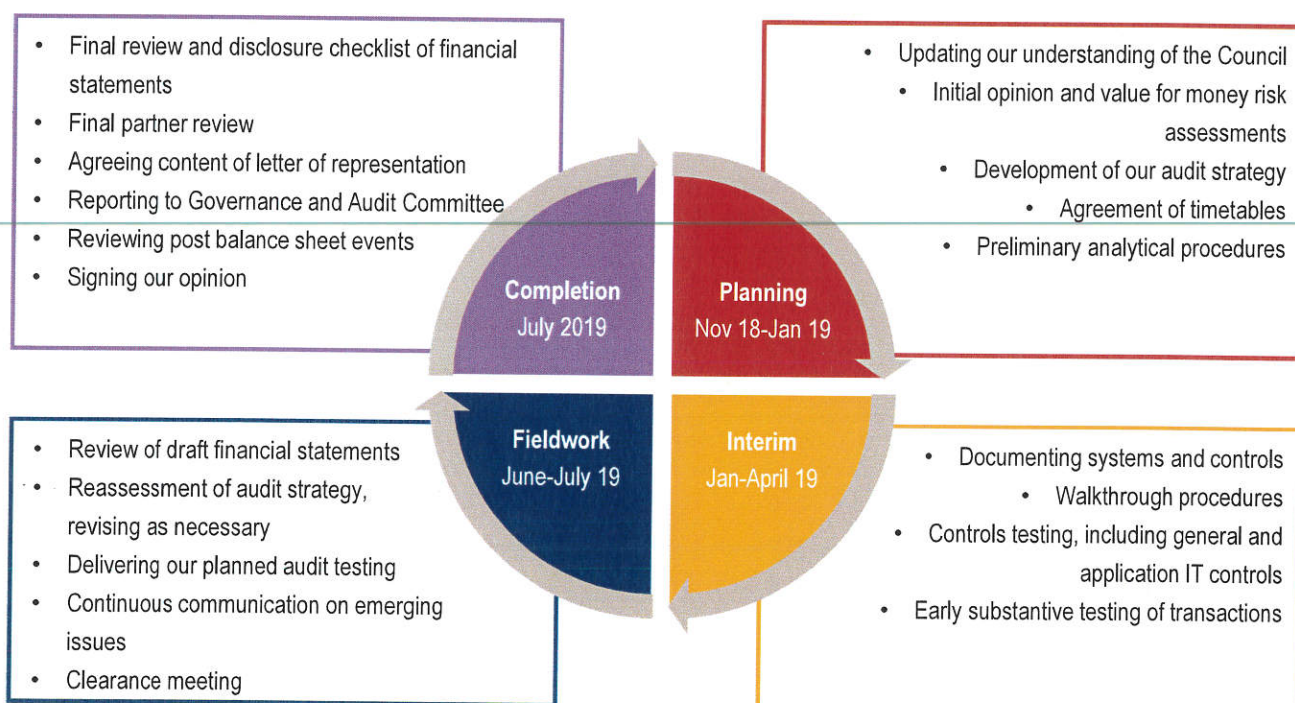 • Final review and disclosure checklist of financial
statements
• Final partner review
• Agreeing content of letter of representation
• Reporting to Governance and Audit Committee
• Reviewing post balance sheet events
• Signing our opinion
• Updating our understanding of the Council
• Initial opinion and value for money risk
assessments
• Development of our audit strategy
• Agreement of timetables
• Preliminary analytical procedures
Completion
July 2019
Planning
Nov 18-Jan 19
Fieldwork
June-July 19
Interim
Jan-April 19
• Review of draft financial statements
• Reassessment of audit strategy,
revising as necessary
• Delivering our planned audit testing
• Continuous communication on emerging
issues
• Clearance meeting
• Documenting systems and controls
• Walkthrough procedures
• Controls testing, including general and
application IT controls
• Early substantive testing of transactions